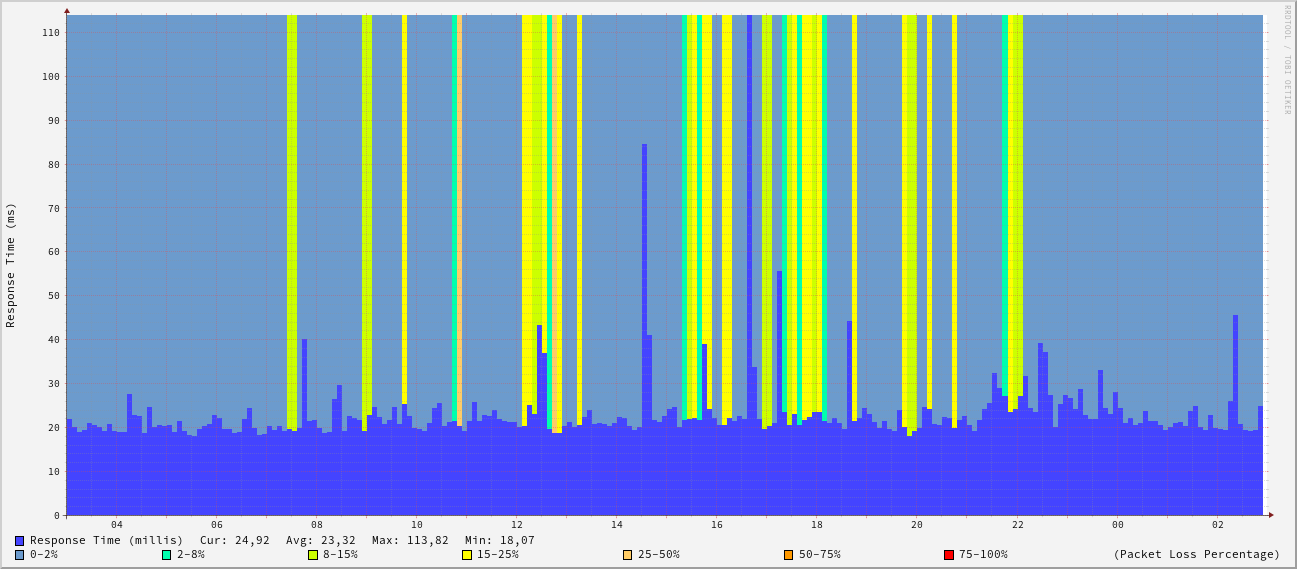 RRDTOOL / TOBI OETIKER
Response Time (ms)
110
100
90
80
70
60
50
40
30
20
10
0
04 06 08 10 12 14 16 18 20 22 00 02
Response Time (millis) Cur: 24,92 Avg: 23,32 Max: 113,82 Min: 18,07
0-2% 2-8% 8-15% 15-25% 25-50% 50-75% 75-100% (Packet Loss Percentage)